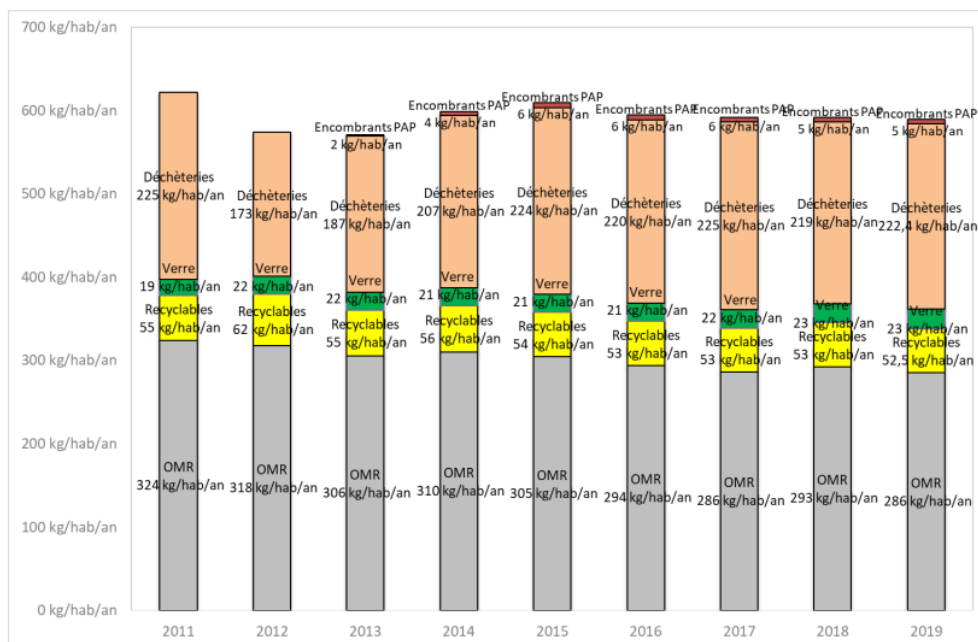 700 kg/hab/an
600 kg/hab/an
500 kg/hab/an
400 kg/hab/an
300 kg/hab/an
200 kg/hab/an
100 kg/hab/an
0 kg/hab/an
Déchèteries
225 kg/hab/an
Verre
19 kg/hab/an
Recyclables
55 kg/hab/an
OMR
324 kg/hab/an
2011
Déchèteries
173 kg/hab/an
Verre
22 kg/hab/an
Recyclables
62 kg/hab/an
OMR
318 kg/hab/an
2012
Encombrants PAP
2 kg/hab/an
Déchèteries
187 kg/hab/an
Verre
22 kg/hab/an
Recyclables
55 kg/hab/an
OMR
306 kg/hab/an
2013
Encombrants PAP
4 kg/hab/an
Déchèteries
207 kg/hab/an
Verre
21 kg/hab/an
Recyclables
56 kg/hab/an
OMR
310 kg/hab/an
2014
Encombrants PAP
6 kg/hab/an
Déchèteries
224 kg/hab/an
Verre
21 kg/hab/an
Recyclables
54 kg/hab/an
OMR
305 kg/hab/an
2015
Encombrants PAP
6 kg/hab/an
Déchèteries
220 kg/hab/an
Verre
21 kg/hab/an
Recyclables
53 kg/hab/an
OMR
294 kg/hab/an
2016
Encombrants PAP
6 kg/hab/an
Déchèteries
225 kg/hab/an
Verre
22 kg/hab/an
Recyclables
53 kg/hab/an
OMR
286 kg/hab/an
2017
Encombrants PAP
5 kg/hab/an
Déchèteries
219 kg/hab/an
Verre
23 kg/hab/an
Recyclables
53 kg/hab/an
OMR
293 kg/hab/an
2018
Encombrants PAP
5 kg/hab/an
Déchèteries
222,4 kg/hab/an
Verre
23 kg/hab/an
Recyclables
52,5 kg/hab/an
OMR
286 kg/hab/an
2019